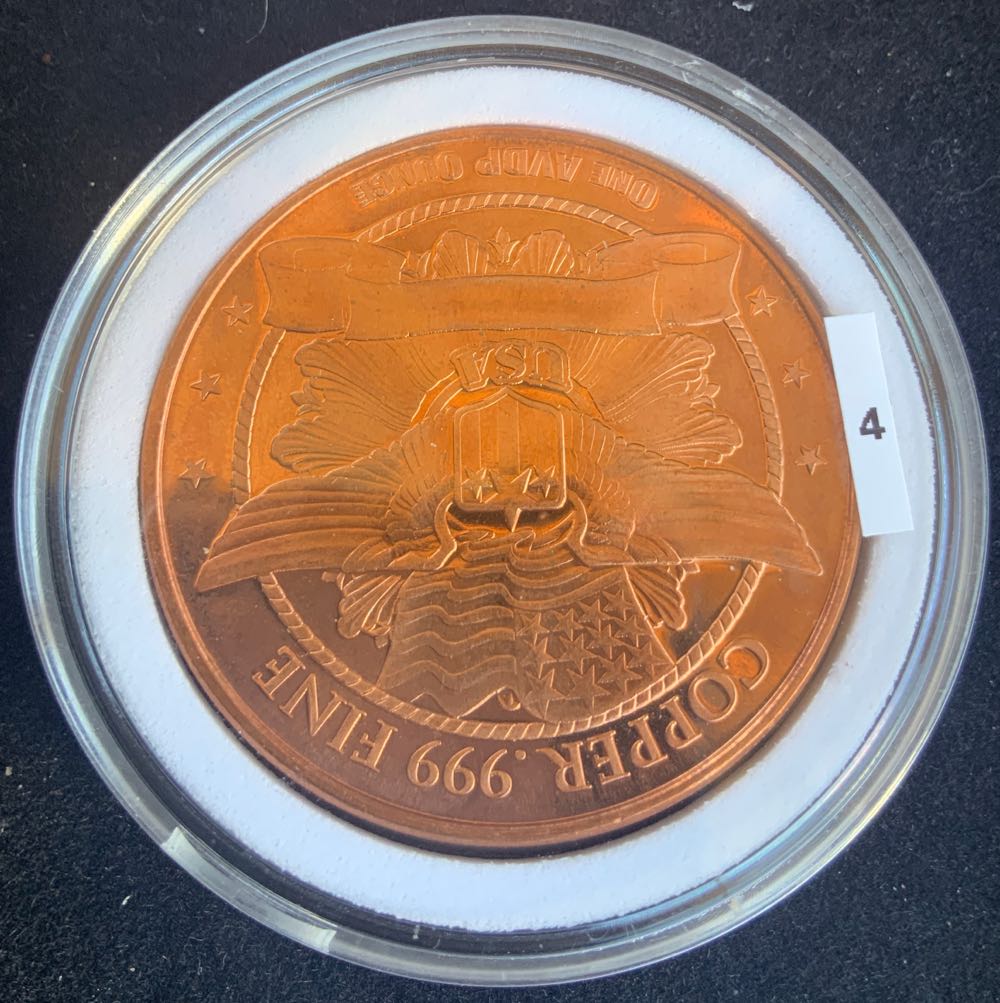 COPPER .999 FINE
USA
ONE AVDP OUNCE
4